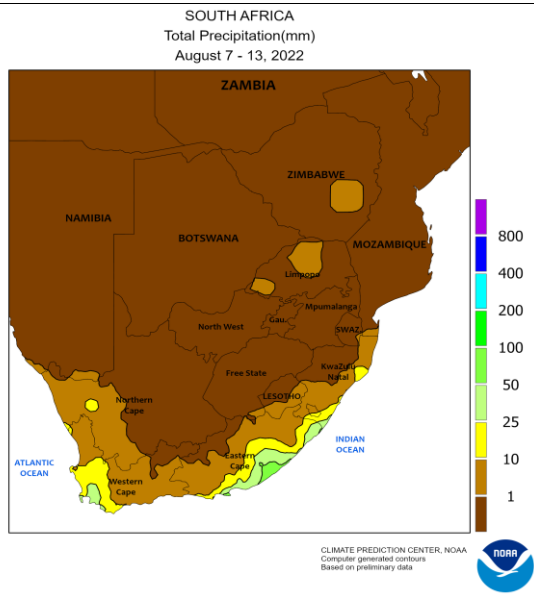 SOUTH AFRICA
Total Precipitation(mm)
August 7 - 13, 2022
ZAMBIA
ZIMBABWE
NAMIBIA
BOTSWANA
MOZAMBIQUE
Limpopo
Mpumalanga
North West
Gau.
SWAZ.
Free State
KwaZulu
Natal
LESOTHO
Northern
Cape
Eastern
Cape
Western
Cape
ATLANTIC
OCEAN
INDIAN
OCEAN
800
400
200
100
50
25
10
1
CLIMATE PREDICTION CENTER, NOAA
Computer generated contours
Based on preliminary data
NOAA